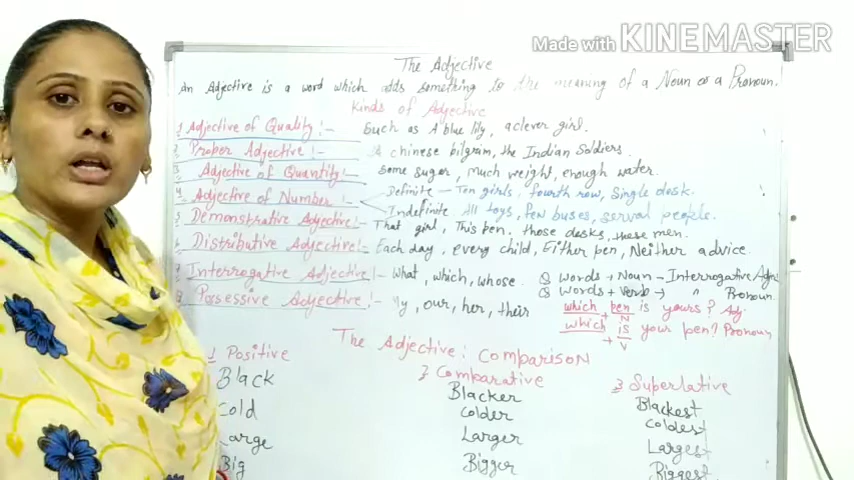 Made with KINEMASTER
The Adjective
An Adjective is a word which adds something to the meaning of a Noun or a Pronoun.
Kinds of Adjective
1 Adjective of Quality :- Such as A blue lily, a clever girl.
2 Proper Adjective :- A chinese bilgram, the Indian Soldiers.
3 Adjective of Quantity :- Some sugar, much weight, enough water.
4 Adjective of Number :- Definite - Ten girls, fourth row, Single desk.
Indefinite. All toys, few buses, serval people.
5 Demonstrative Adjective :- That girl, This pen. those desks, these men.
6 Distributive Adjective :- Each day, every child, Either pen, Neither advice.
7 Interrogative Adjective :- What, which, whose. Q words + Noun - Interrogative Adj
Q words + verb → " Pronoun.
8 Possessive Adjective :- My, our, her, their
which + pen is yours? Adj.
N
which is your pen? Pronoun
+ V
The Adjective : Comparison
1 Positive 2 Comparative 3 Superlative
Black Blacker Blackest
Cold Colder Coldest
Large Larger Largest
Big Bigger Biggest